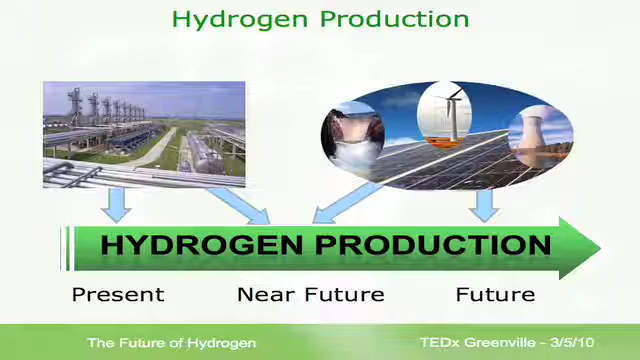 Hydrogen Production
HYDROGEN PRODUCTION
Present
Near Future
Future
The Future of Hydrogen
TEDx Greenville - 3/5/10